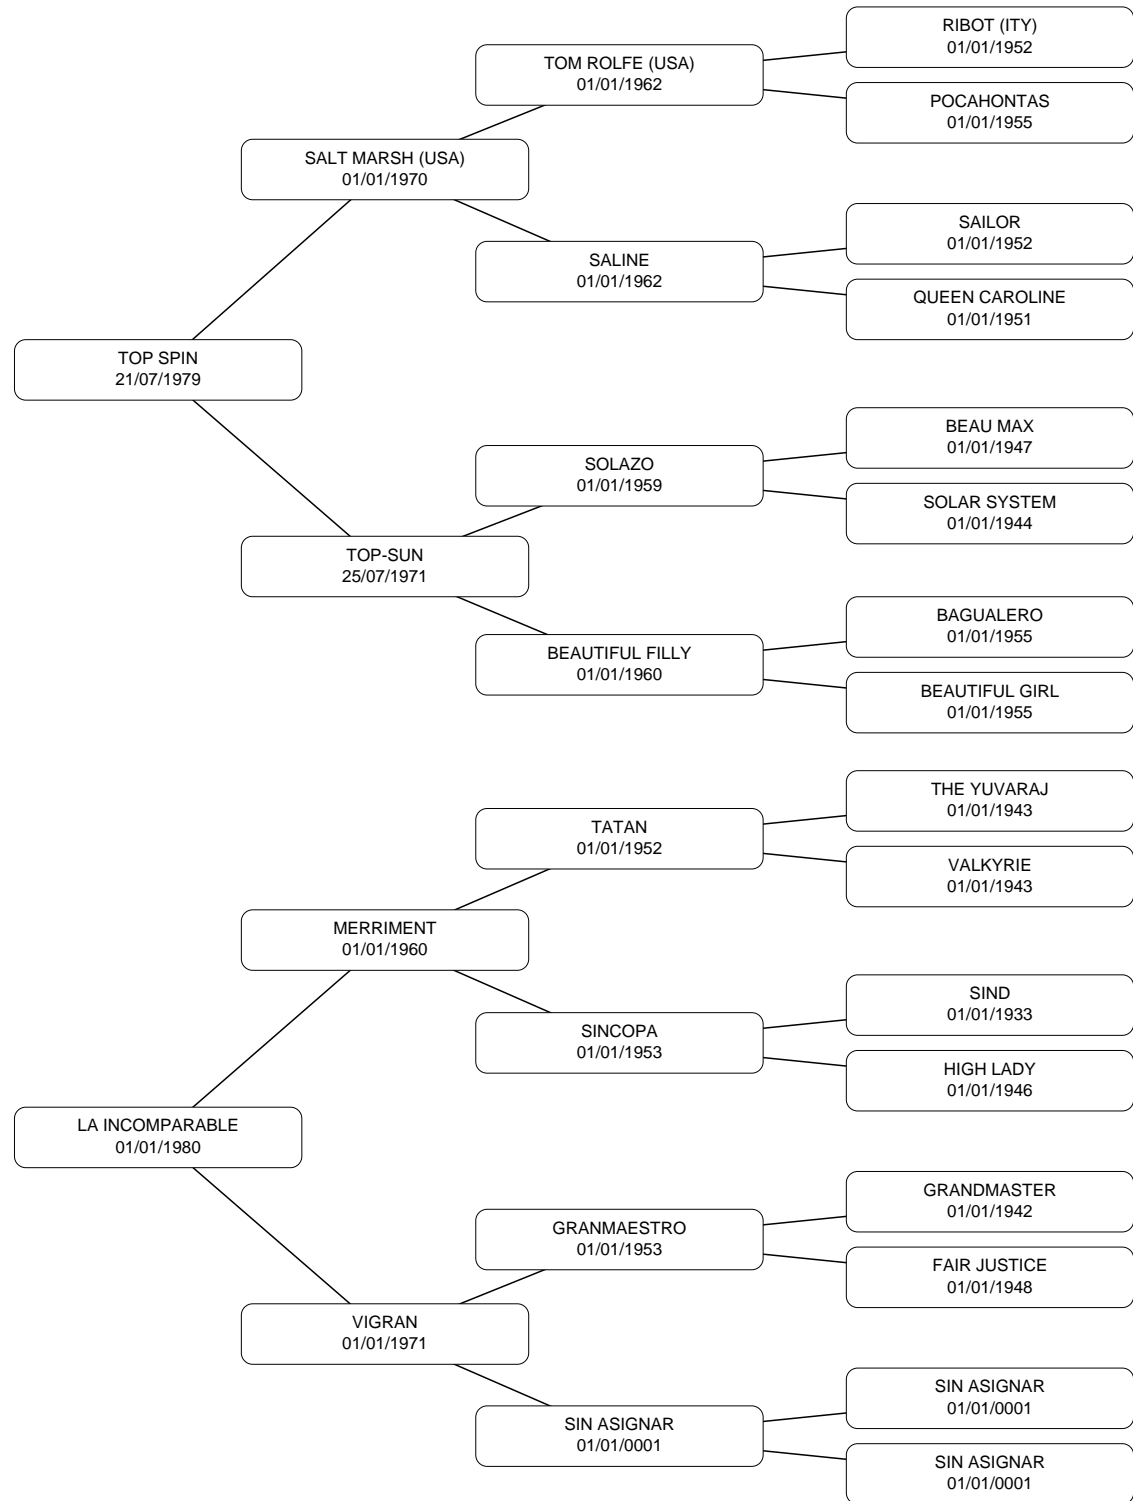 RIBOT (ITY)
01/01/1952
TOM ROLFE (USA)
01/01/1962
POCAHONTAS
01/01/1955
SALT MARSH (USA)
01/01/1970
SAILOR
01/01/1952
SALINE
01/01/1962
QUEEN CAROLINE
01/01/1951
TOP SPIN
21/07/1979
BEAU MAX
01/01/1947
SOLAZO
01/01/1959
SOLAR SYSTEM
01/01/1944
TOP-SUN
25/07/1971
BAGUALERO
01/01/1955
BEAUTIFUL FILLY
01/01/1960
BEAUTIFUL GIRL
01/01/1955
THE YUVARAJ
01/01/1943
TATAN
01/01/1952
VALKYRIE
01/01/1943
MERRIMENT
01/01/1960
SIND
01/01/1933
SINCOPA
01/01/1953
HIGH LADY
01/01/1946
LA INCOMPARABLE
01/01/1980
GRANDMASTER
01/01/1942
GRANMAESTRO
01/01/1953
FAIR JUSTICE
01/01/1948
VIGRAN
01/01/1971
SIN ASIGNAR
01/01/0001
SIN ASIGNAR
01/01/0001
SIN ASIGNAR
01/01/0001